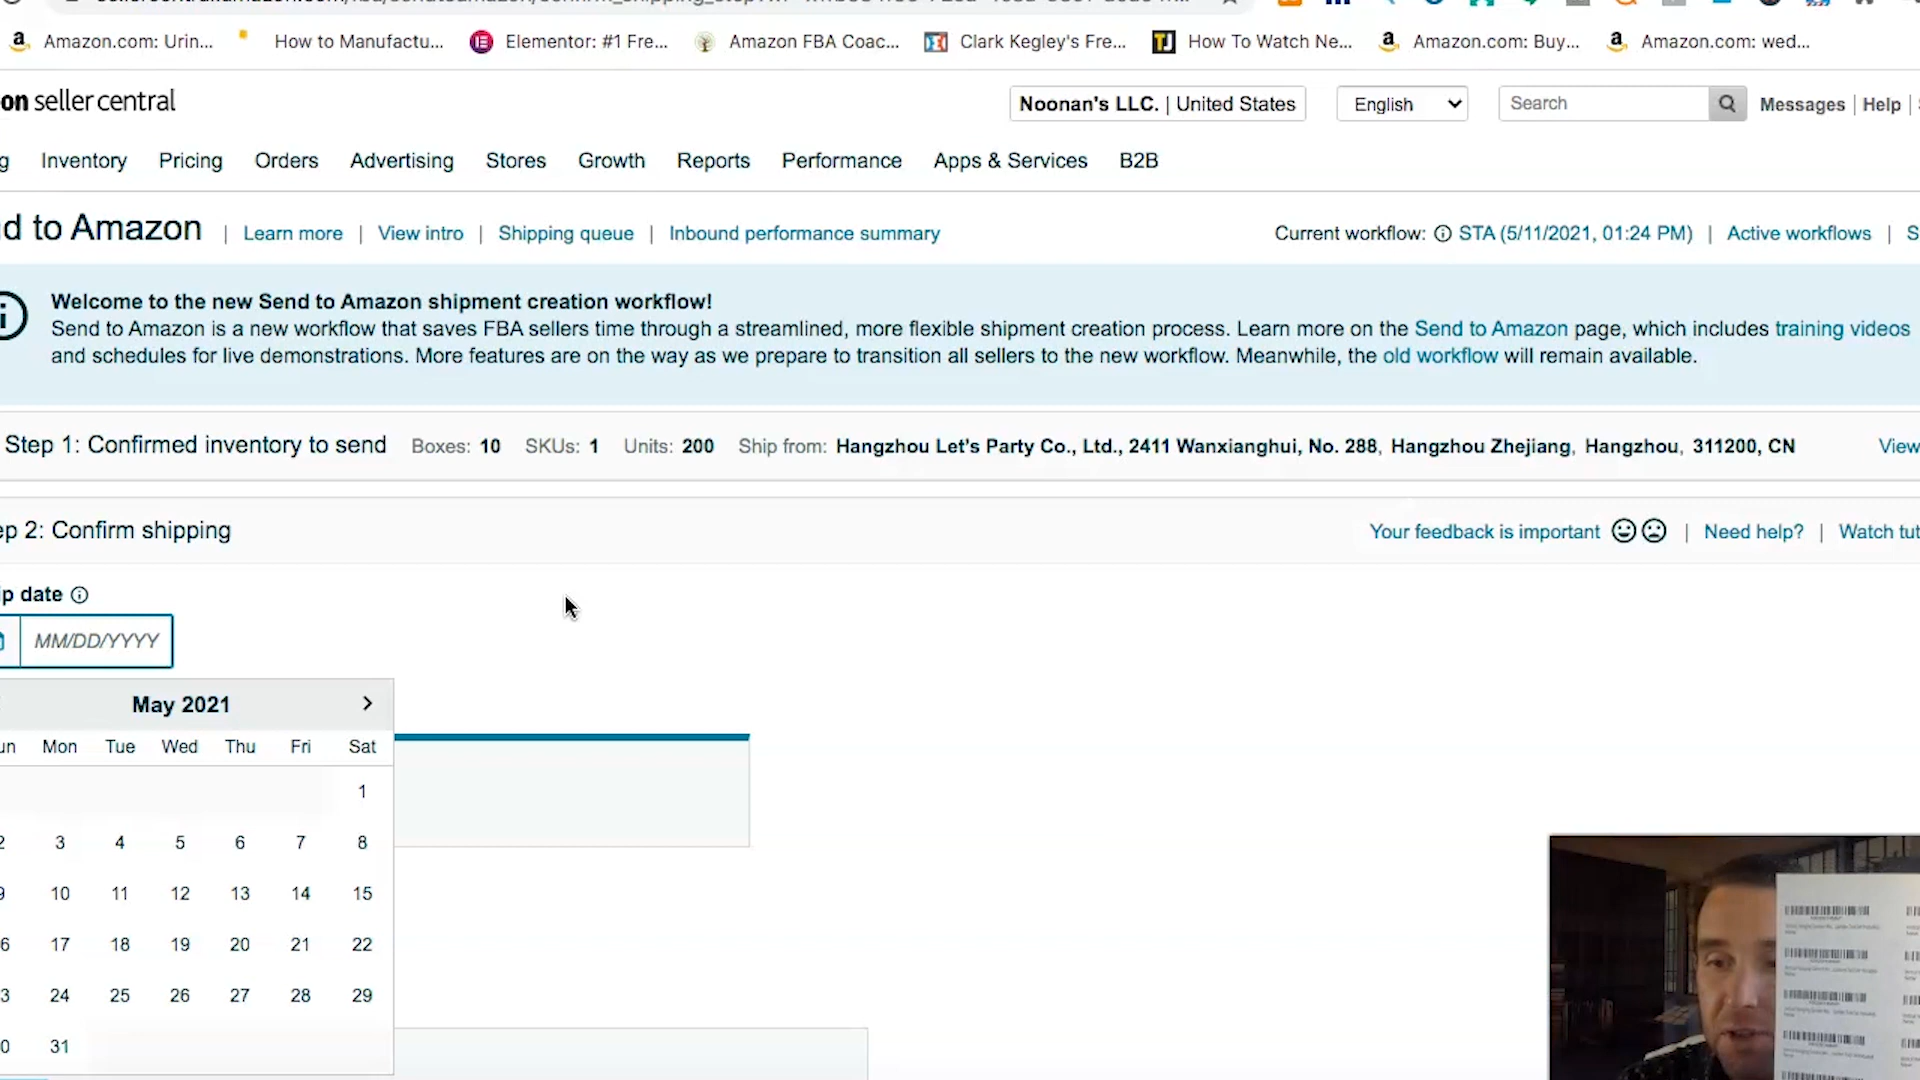 Amazon.com: Urin... How to Manufactu... Elementor: #1 Fre... Amazon FBA Coac... Clark Kegley's Fre... How To Watch Ne... Amazon.com: Buy... Amazon.com: wed...
on seller central Noonan's LLC. | United States English Search Messages | Help |
g Inventory Pricing Orders Advertising Stores Growth Reports Performance Apps & Services B2B
d to Amazon | Learn more | View intro | Shipping queue | Inbound performance summary Current workflow: STA (5/11/2021, 01:24 PM) | Active workflows | S
Welcome to the new Send to Amazon shipment creation workflow!
Send to Amazon is a new workflow that saves FBA sellers time through a streamlined, more flexible shipment creation process. Learn more on the Send to Amazon page, which includes training videos
and schedules for live demonstrations. More features are on the way as we prepare to transition all sellers to the new workflow. Meanwhile, the old workflow will remain available.
Step 1: Confirmed inventory to send Boxes: 10 SKUs: 1 Units: 200 Ship from: Hangzhou Let's Party Co., Ltd., 2411 Wanxianghui, No. 288, Hangzhou Zhejiang, Hangzhou, 311200, CN View
ep 2: Confirm shipping Your feedback is important | Need help? | Watch tut
ip date
MM/DD/YYYY
May 2021
un Mon Tue Wed Thu Fri Sat
1
2 3 4 5 6 7 8
9 10 11 12 13 14 15
6 17 18 19 20 21 22
3 24 25 26 27 28 29
0 31